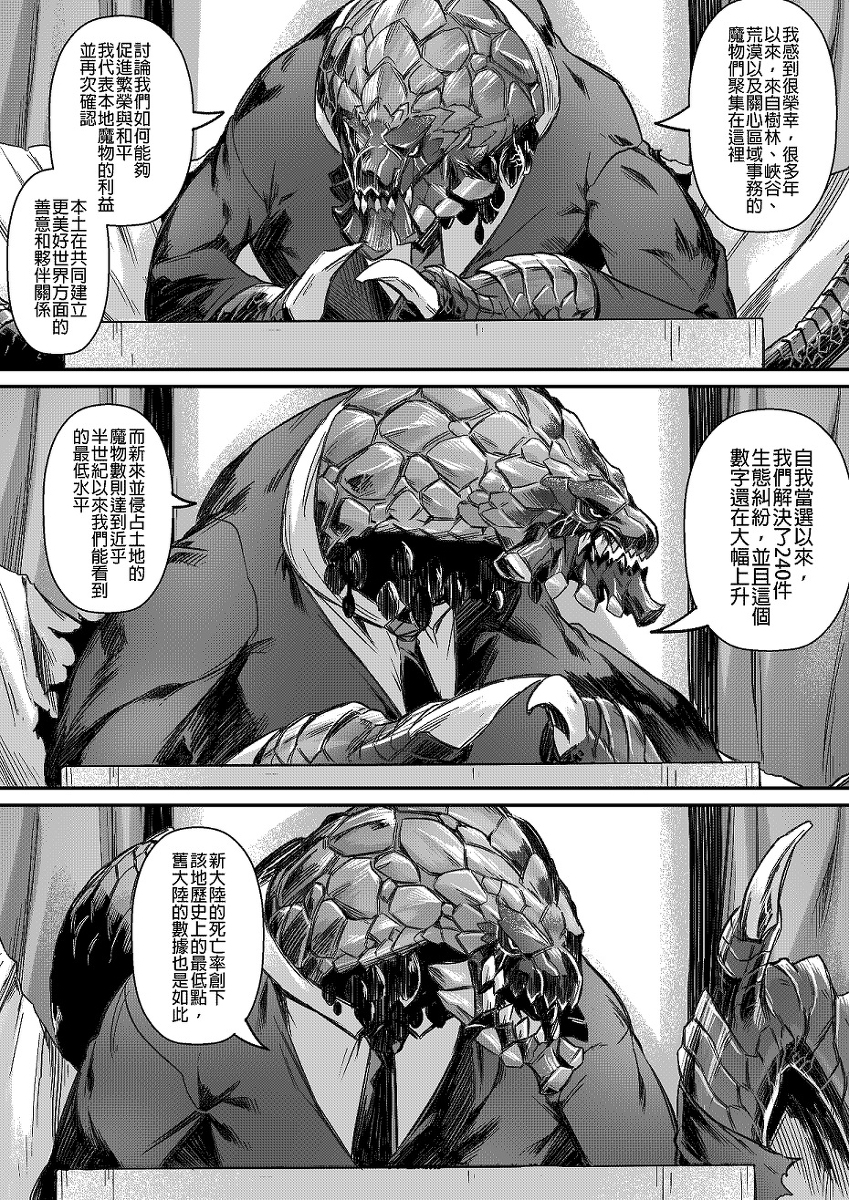 我感到很榮幸，很多年
以來，來自樹林、峽谷、
荒漠以及關心區域事務的
魔物們聚集在這裡
討論我們如何能夠
促進繁榮與和平
我代表本地魔物的利益
並再次確認
本土在共同建立
更美好世界方面的
善意和夥伴關係
自我當選以來，
我們解決了240件
生態糾紛，並且這個
數字還在大幅上升
而新來並侵占土地的
魔物數則達到近乎
半世紀以來我們能看到
的最低水平
新大陸的死亡率創下
該地歷史上的最低點，
舊大陸的數據也是如此